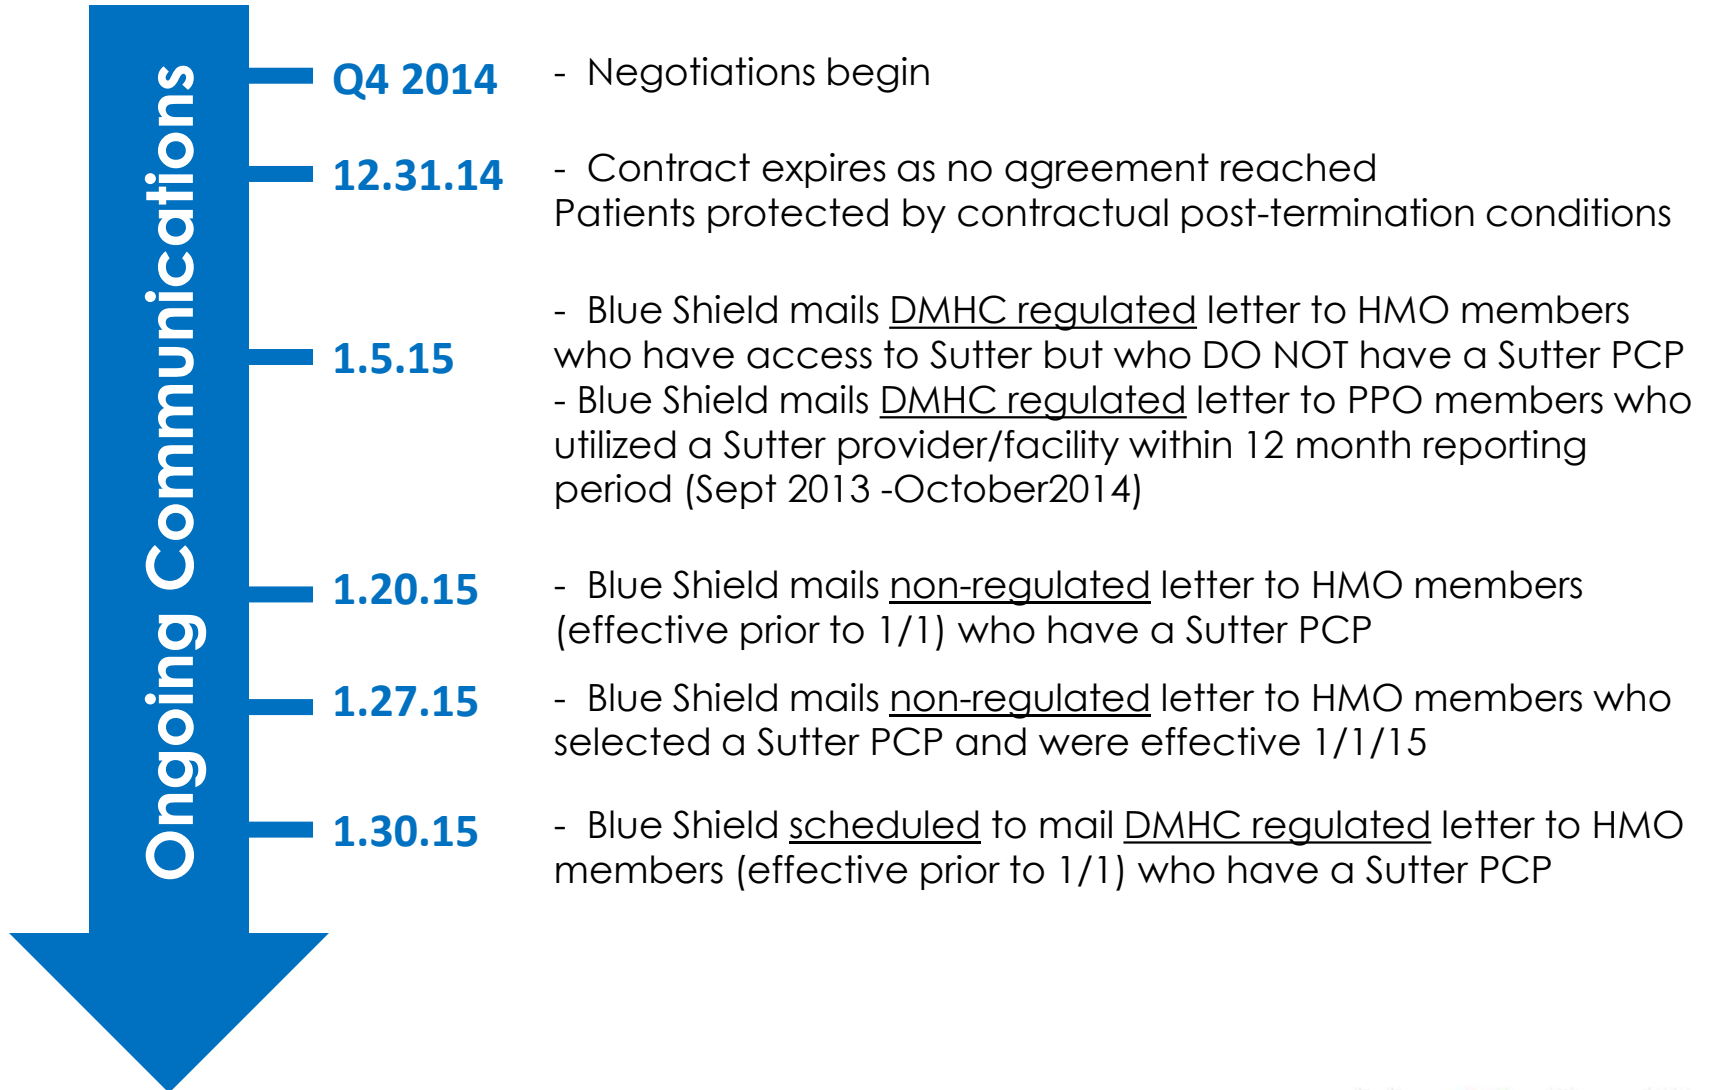 Ongoing Communications
Q4 2014
- Negotiations begin
12.31.14
- Contract expires as no agreement reached
Patients protected by contractual post-termination conditions
1.5.15
- Blue Shield mails DMHC regulated letter to HMO members
who have access to Sutter but who DO NOT have a Sutter PCP
- Blue Shield mails DMHC regulated letter to PPO members who
utilized a Sutter provider/facility within 12 month reporting
period (Sept 2013 -October2014)
1.20.15
- Blue Shield mails non-regulated letter to HMO members
(effective prior to 1/1) who have a Sutter PCP
1.27.15
- Blue Shield mails non-regulated letter to HMO members who
selected a Sutter PCP and were effective 1/1/15
1.30.15
- Blue Shield scheduled to mail DMHC regulated letter to HMO
members (effective prior to 1/1) who have a Sutter PCP